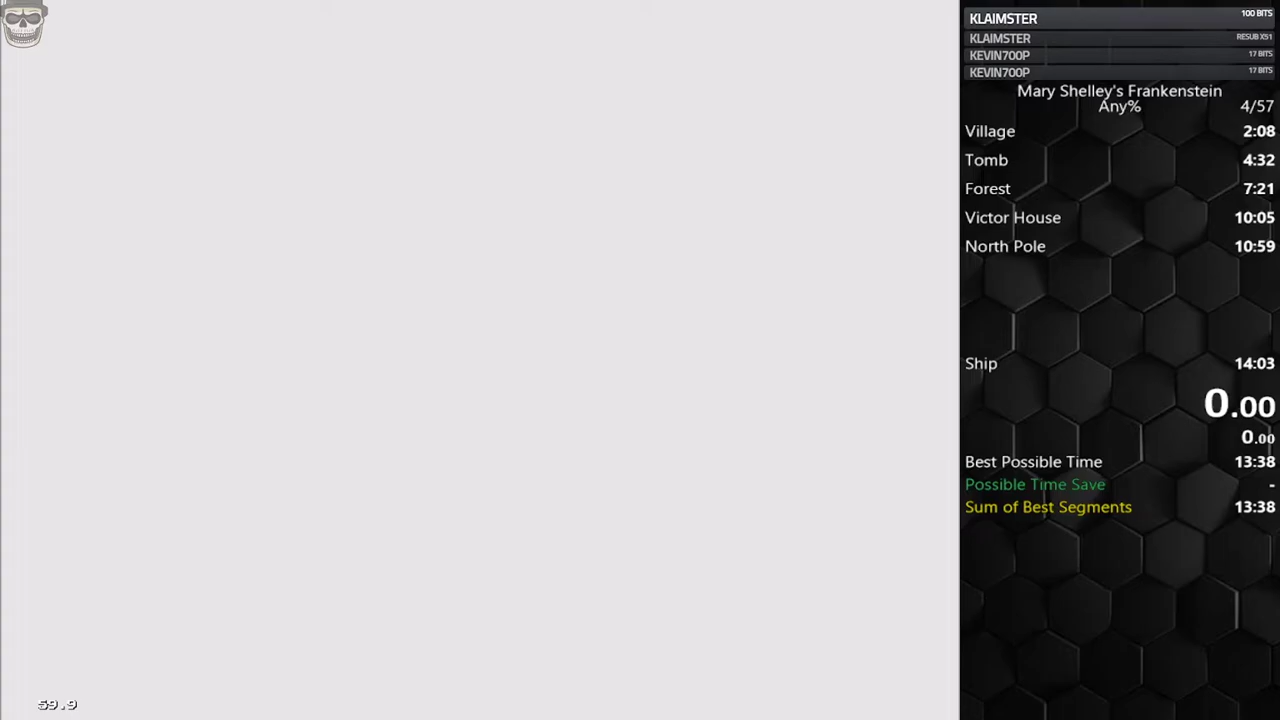 KLAIMSTER 100 BITS
KLAIMSTER RESUB X51
KEVIN700P 17 BITS
KEVIN700P 17 BITS
Mary Shelley's Frankenstein
Any% 4/57
Village 2:08
Tomb 4:32
Forest 7:21
Victor House 10:05
North Pole 10:59
Ship 14:03
0.00
0.00
Best Possible Time 13:38
Possible Time Save -
Sum of Best Segments 13:38
59.9